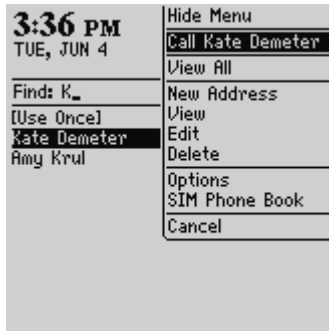 3:36 PM
TUE, JUN 4
Find: K_
[Use Once]
Kate Demeter
Amy Krul
Hide Menu
Call Kate Demeter
View All
New Address
View
Edit
Delete
Options
SIM Phone Book
Cancel